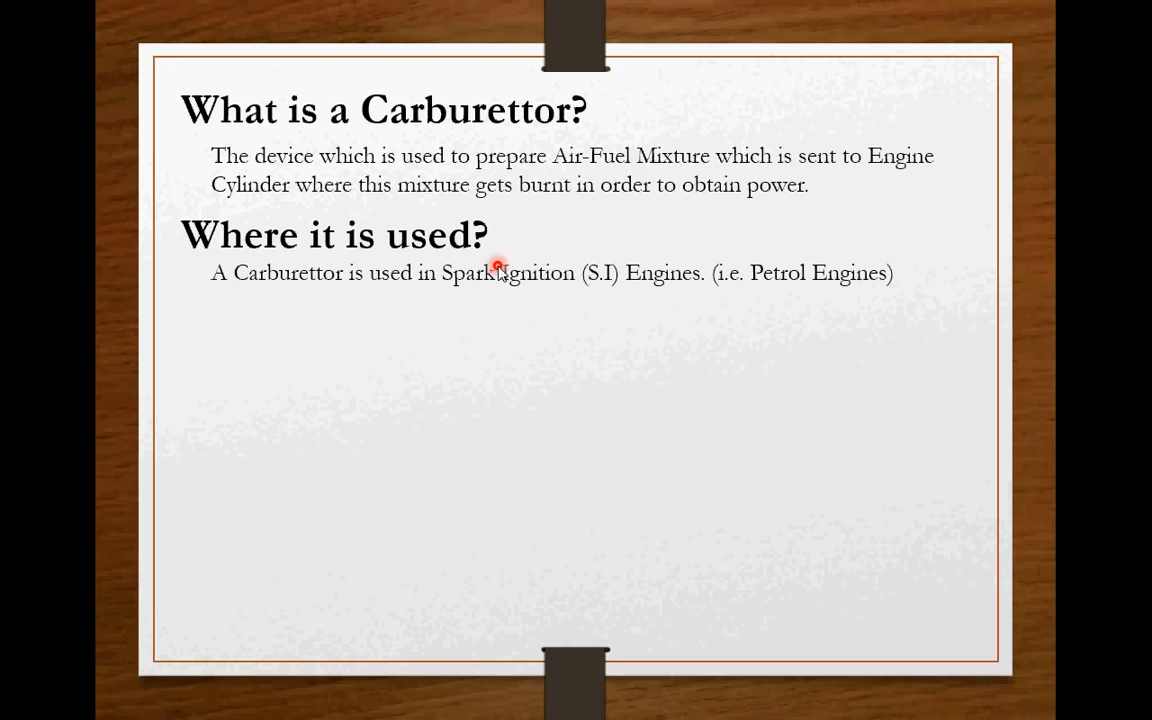 What is a Carburettor?
The device which is used to prepare Air-Fuel Mixture which is sent to Engine
Cylinder where this mixture gets burnt in order to obtain power.
Where it is used?
A Carburettor is used in Spark Ignition (S.I) Engines. (i.e. Petrol Engines)